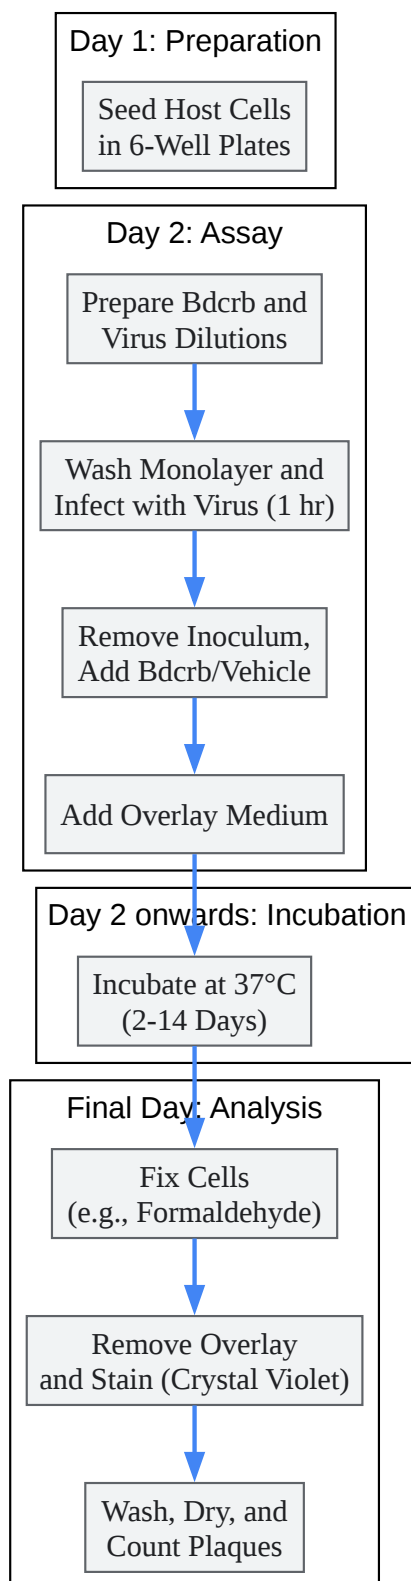 Day 1: Preparation
Seed Host Cells
in 6-Well Plates
Day 2: Assay
Prepare Bdcrb and
Virus Dilutions
Wash Monolayer and
Infect with Virus (1 hr)
Remove Inoculum,
Add Bdcrb/Vehicle
Add Overlay Medium
Day 2 onwards: Incubation
Incubate at 37°C
(2-14 Days)
Final Day: Analysis
Fix Cells
(e.g., Formaldehyde)
Remove Overlay
and Stain (Crystal Violet)
Wash, Dry, and
Count Plaques